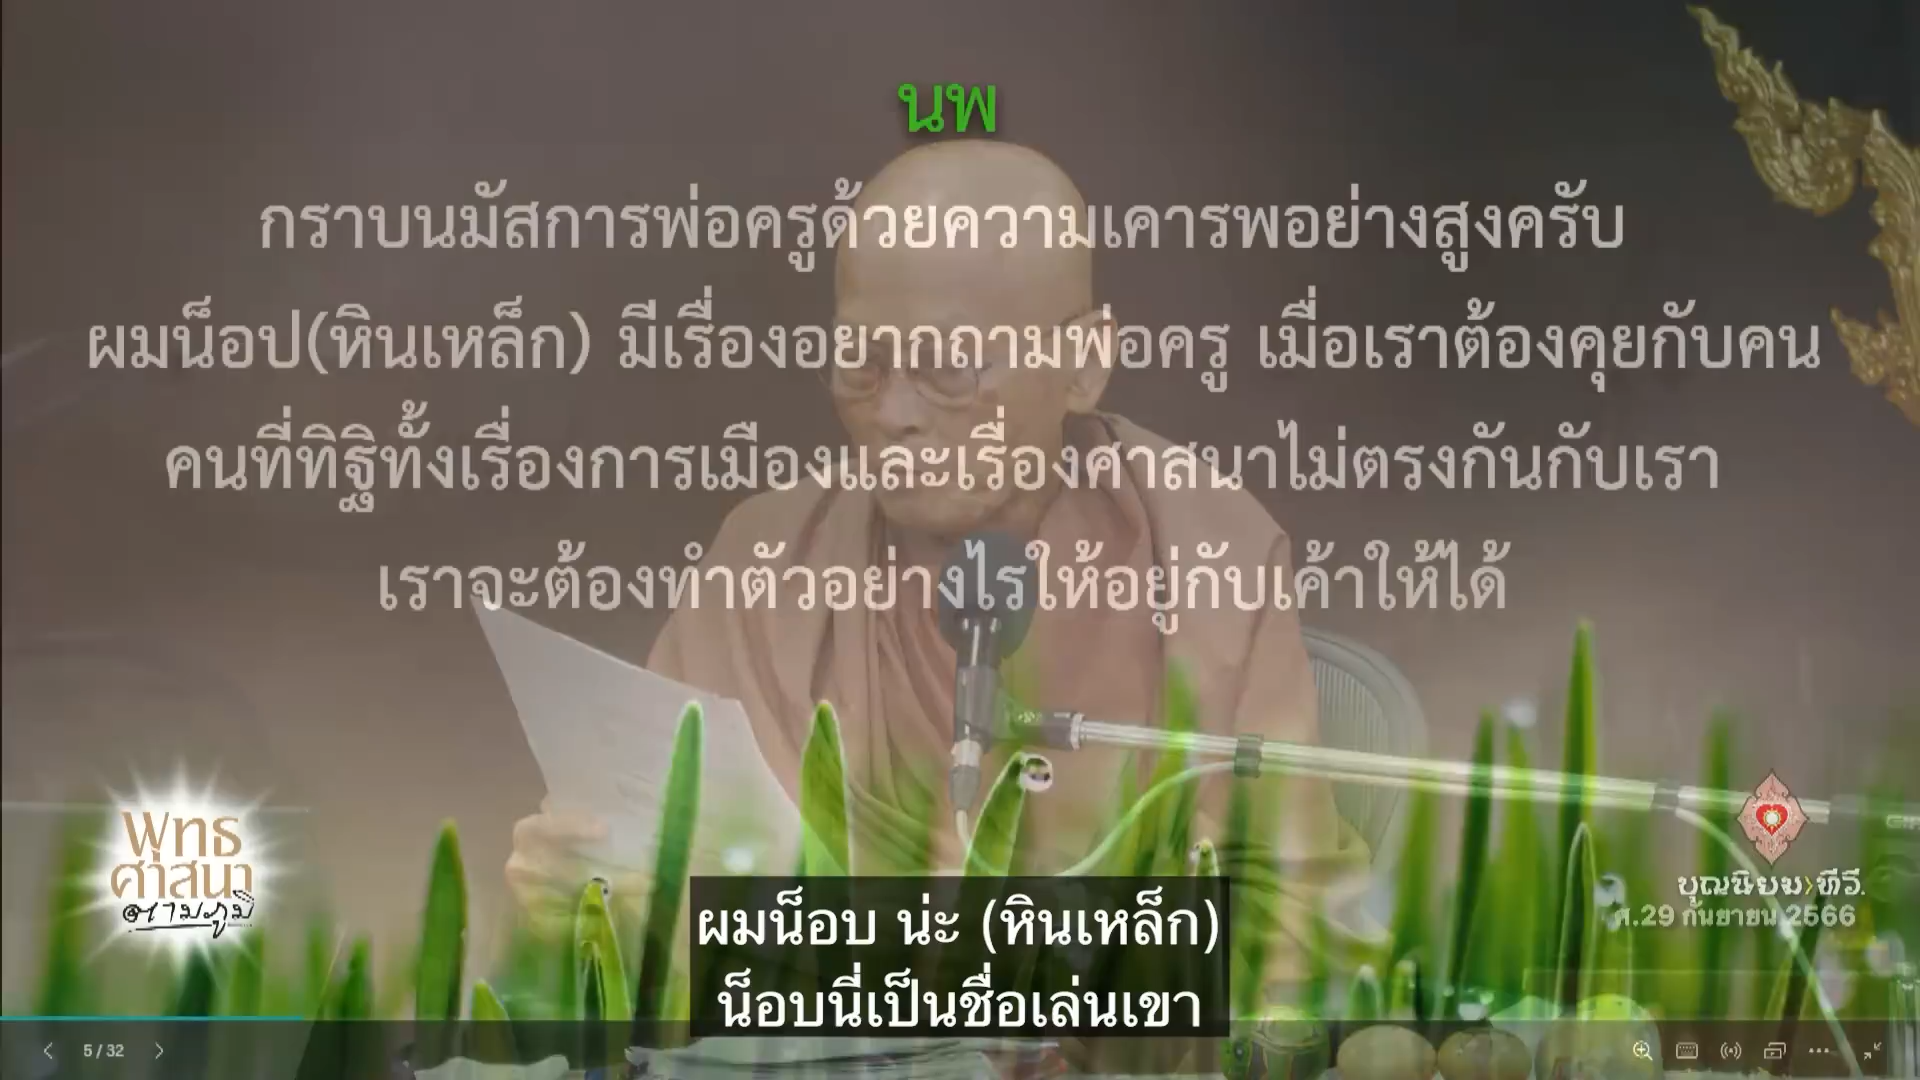 นพ
กราบนมัสการพ่อครูด้วยความเคารพอย่างสูงครับ
ผมน็อป(หินเหล็ก) มีเรื่องอยากถามพ่อครู เมื่อเราต้องคุยกับคน
คนที่ทิฐิทั้งเรื่องการเมืองและเรื่องศาสนาไม่ตรงกันกับเรา
เราจะต้องทำตัวอย่างไรให้อยู่กับเค้าให้ได้
พุทธ
ศาสนา
ตามภูมิ
บุญนิยม ทีวี
ศ.29 กันยายน 2566
ผมน็อบ น่ะ (หินเหล็ก)
น็อบนี่เป็นชื่อเล่นเขา
5 / 32